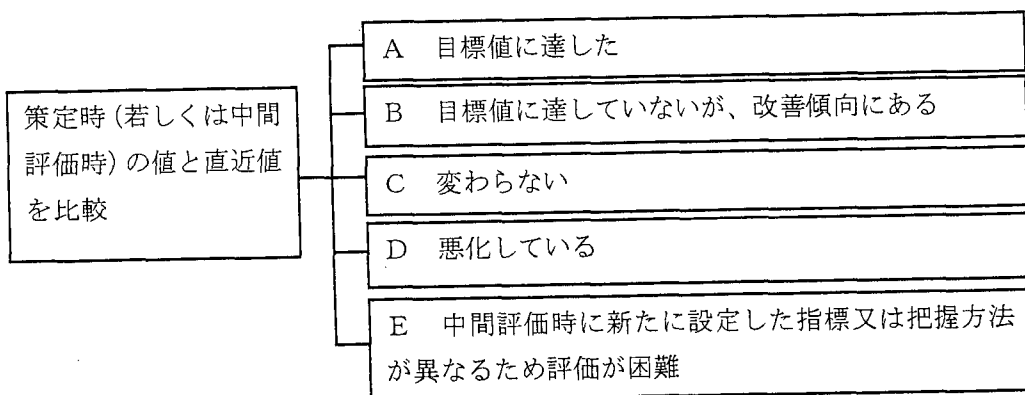 策定時（若しくは中間
評価時）の値と直近値
を比較
A 目標値に達した
B 目標値に達していないが、改善傾向にある
C 変わらない
D 悪化している
E 中間評価時に新たに設定した指標又は把握方法
が異なるため評価が困難